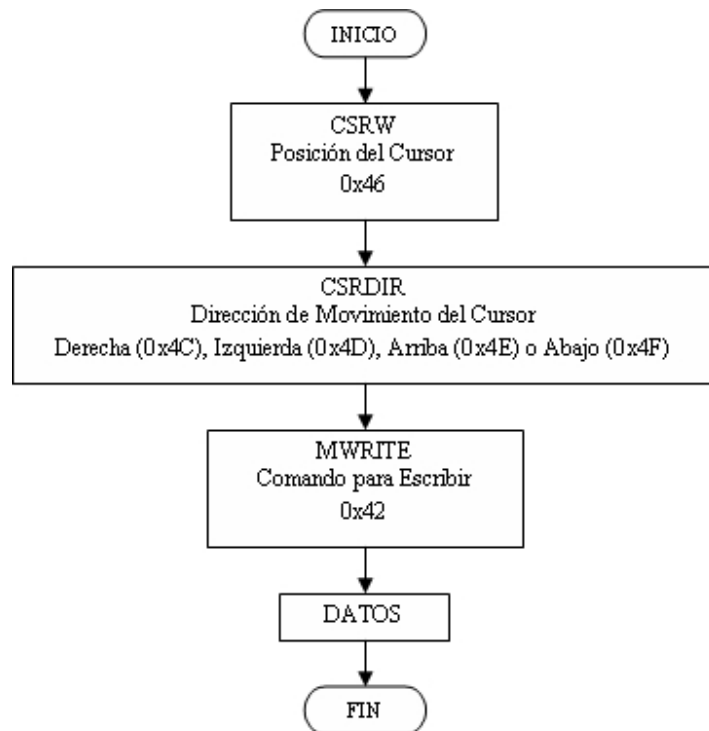 INICIO
CSRW
Posición del Cursor
0x46
CSRDIR
Dirección de Movimiento del Cursor
Derecha (0x4C), Izquierda (0x4D), Arriba (0x4E) o Abajo (0x4F)
MWRITE
Comando para Escribir
0x42
DATOS
FIN